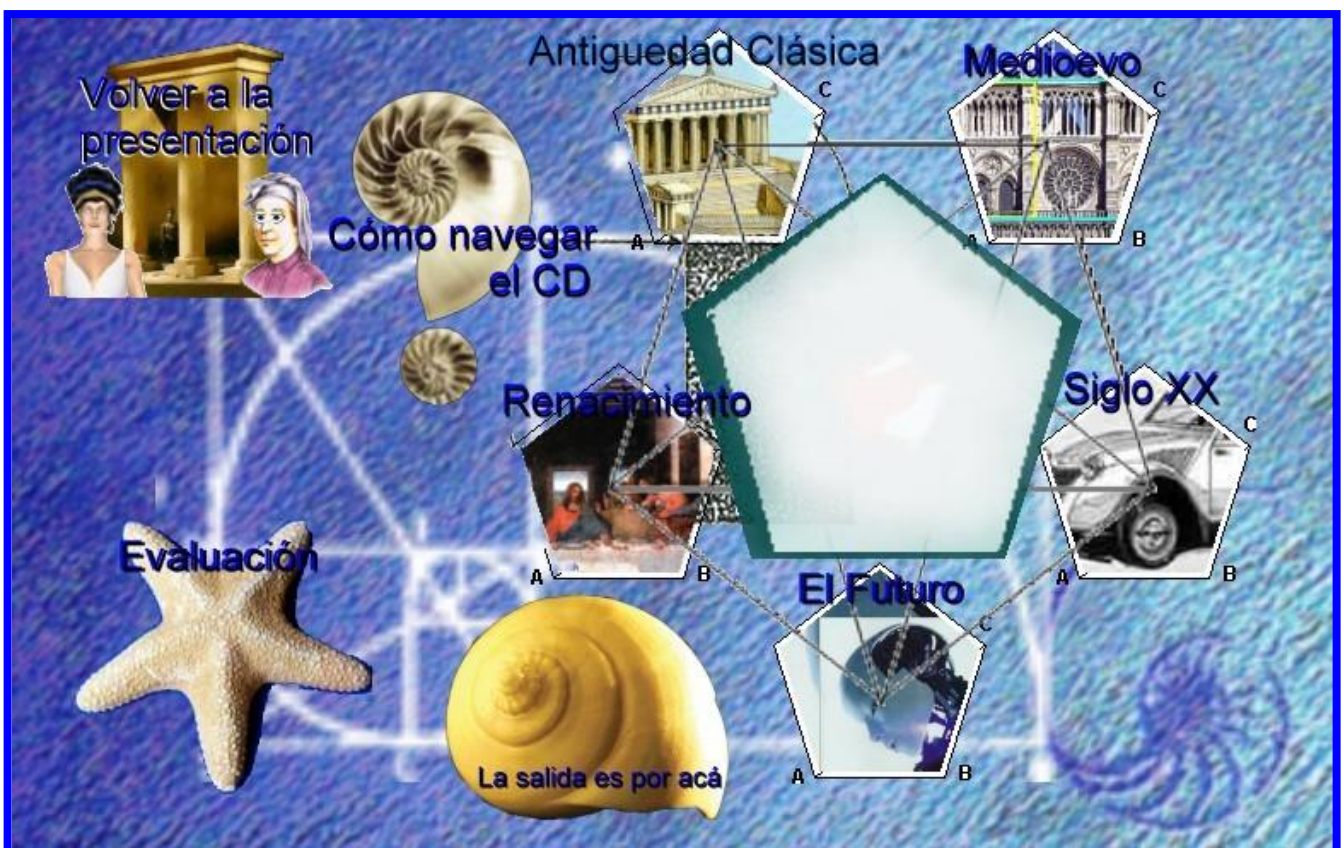 Antiguedad Clásica
Medioevo
Volver a la
presentación
C
C
Cómo navegar
el CD
A
A
B
Renacimiento
Siglo XX
C
Evaluación
A
B
A
B
El Futuro
C
La salida es por acá
A
B